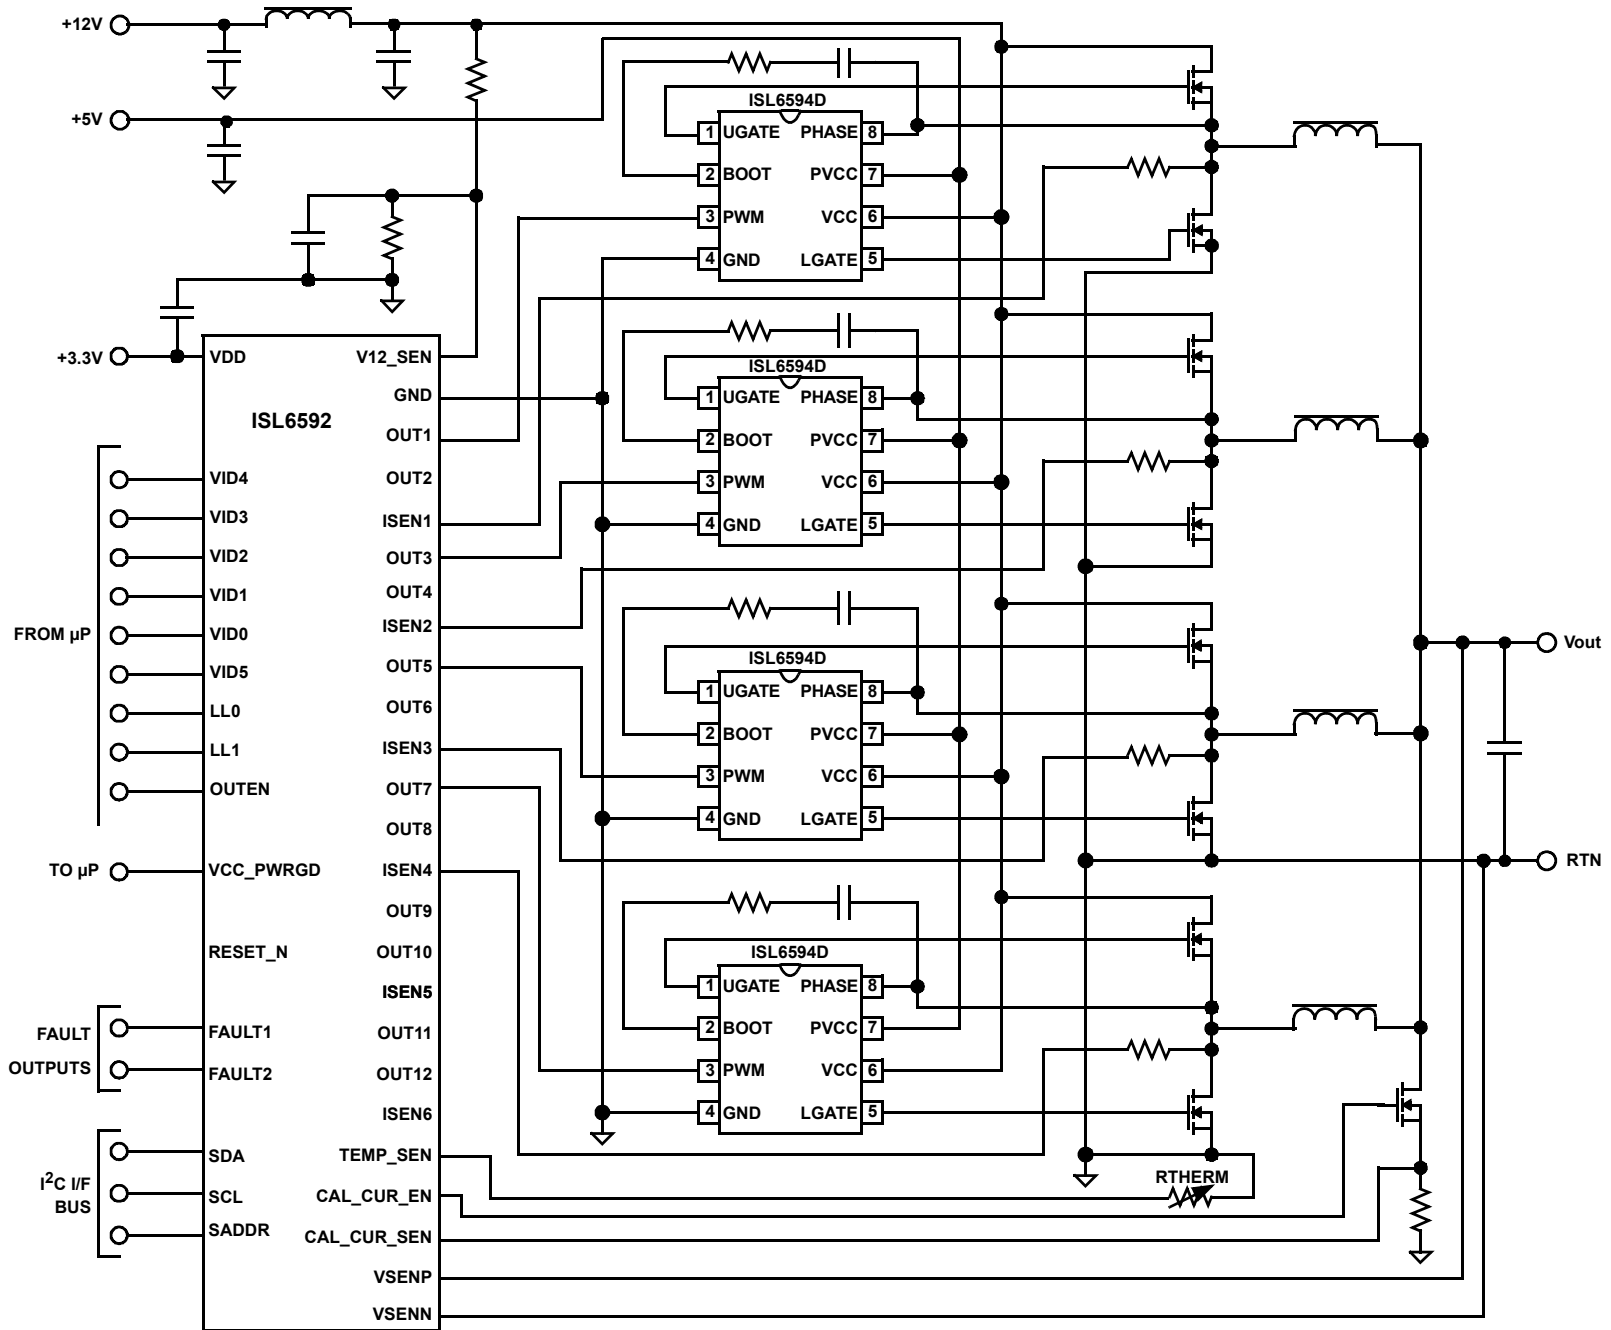 +12V
+5V
+3.3V
ISL6592
VDD
V12_SEN
GND
OUT1
VID4
OUT2
VID3
ISEN1
VID2
OUT3
VID1
OUT4
FROM µP
VID0
ISEN2
VID5
OUT5
LL0
OUT6
LL1
ISEN3
OUTEN
OUT7
OUT8
TO µP
VCC_PWRGD
ISEN4
OUT9
RESET_N
OUT10
ISEN5
FAULT
OUTPUTS
FAULT1
OUT11
FAULT2
OUT12
ISEN6
I2C I/F
BUS
SDA
TEMP_SEN
SCL
CAL_CUR_EN
SADDR
CAL_CUR_SEN
VSENP
VSENN
ISL6594D
1 UGATE PHASE 8
2 BOOT PVCC 7
3 PWM VCC 6
4 GND LGATE 5
ISL6594D
1 UGATE PHASE 8
2 BOOT PVCC 7
3 PWM VCC 6
4 GND LGATE 5
ISL6594D
1 UGATE PHASE 8
2 BOOT PVCC 7
3 PWM VCC 6
4 GND LGATE 5
ISL6594D
1 UGATE PHASE 8
2 BOOT PVCC 7
3 PWM VCC 6
4 GND LGATE 5
RTHERM
Vout
RTN